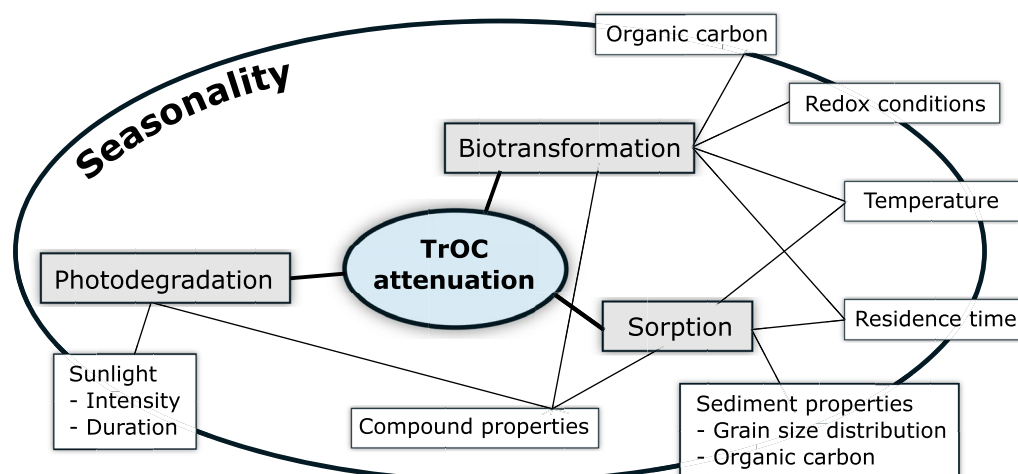 Organic carbon
Seasonality
Redox conditions
Biotransformation
Temperature
TrOC
attenuation
Photodegradation
Sorption
Residence time
Sunlight
- Intensity
- Duration
Compound properties
Sediment properties
- Grain size distribution
- Organic carbon